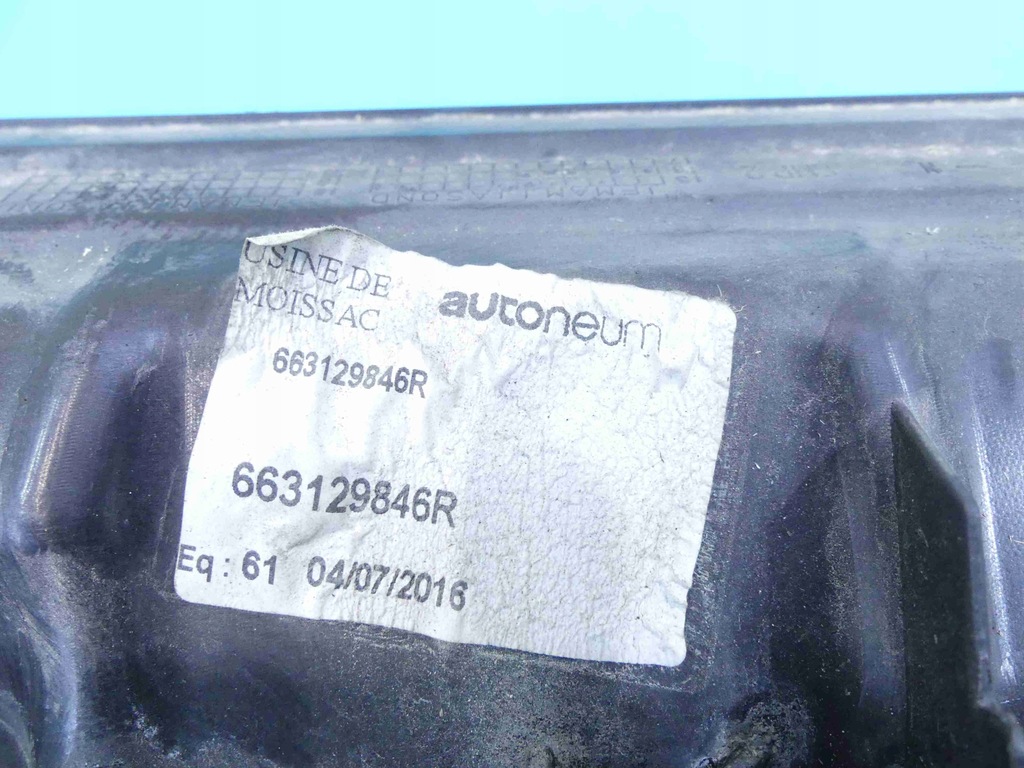 USINE DE
MOISSAC
autoneum
663129846R
663129846R
Eq : 61 04/07/2016